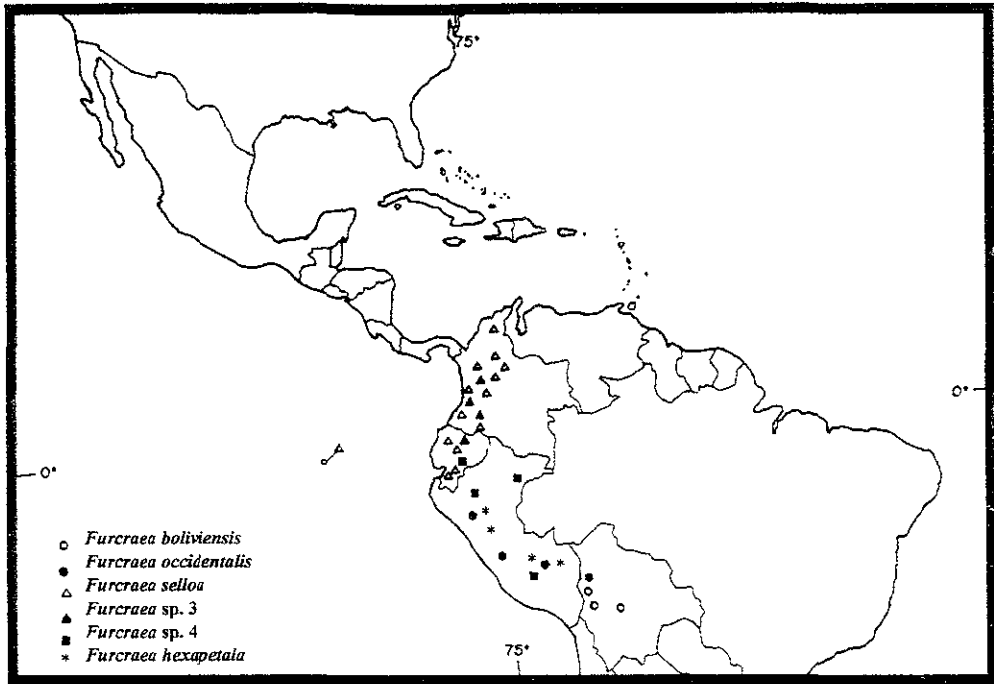 75°
0°
0°
Furcraea boliviensis
Furcraea occidentalis
Furcraea selloa
Furcraea sp. 3
Furcraea sp. 4
Furcraea hexapetala
75°